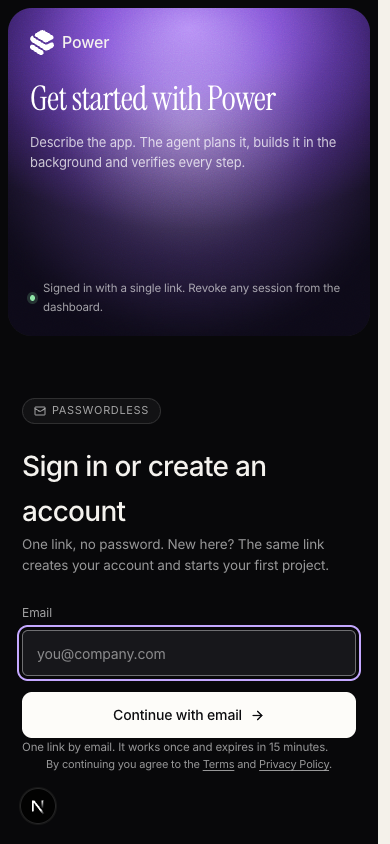 Power
Get started with Power
Describe the app. The agent plans it, builds it in the
background and verifies every step.
Signed in with a single link. Revoke any session from the
dashboard.
PASSWORDLESS
Sign in or create an
account
One link, no password. New here? The same link
creates your account and starts your first project.
Email
you@company.com
Continue with email →
One link by email. It works once and expires in 15 minutes.
By continuing you agree to the Terms and Privacy Policy.
N